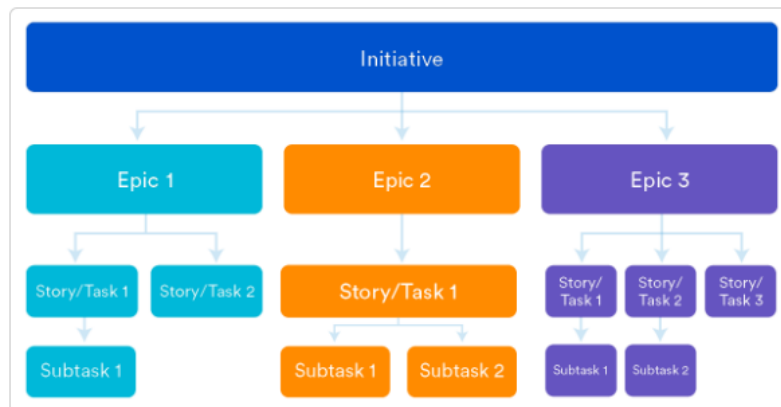 Initiative
Epic 1
Epic 2
Epic 3
Story/Task 1
Story/Task 2
Story/Task 1
Story/
Task 1
Story/
Task 2
Story/
Task 3
Subtask 1
Subtask 1
Subtask 2
Subtask 1
Subtask 2